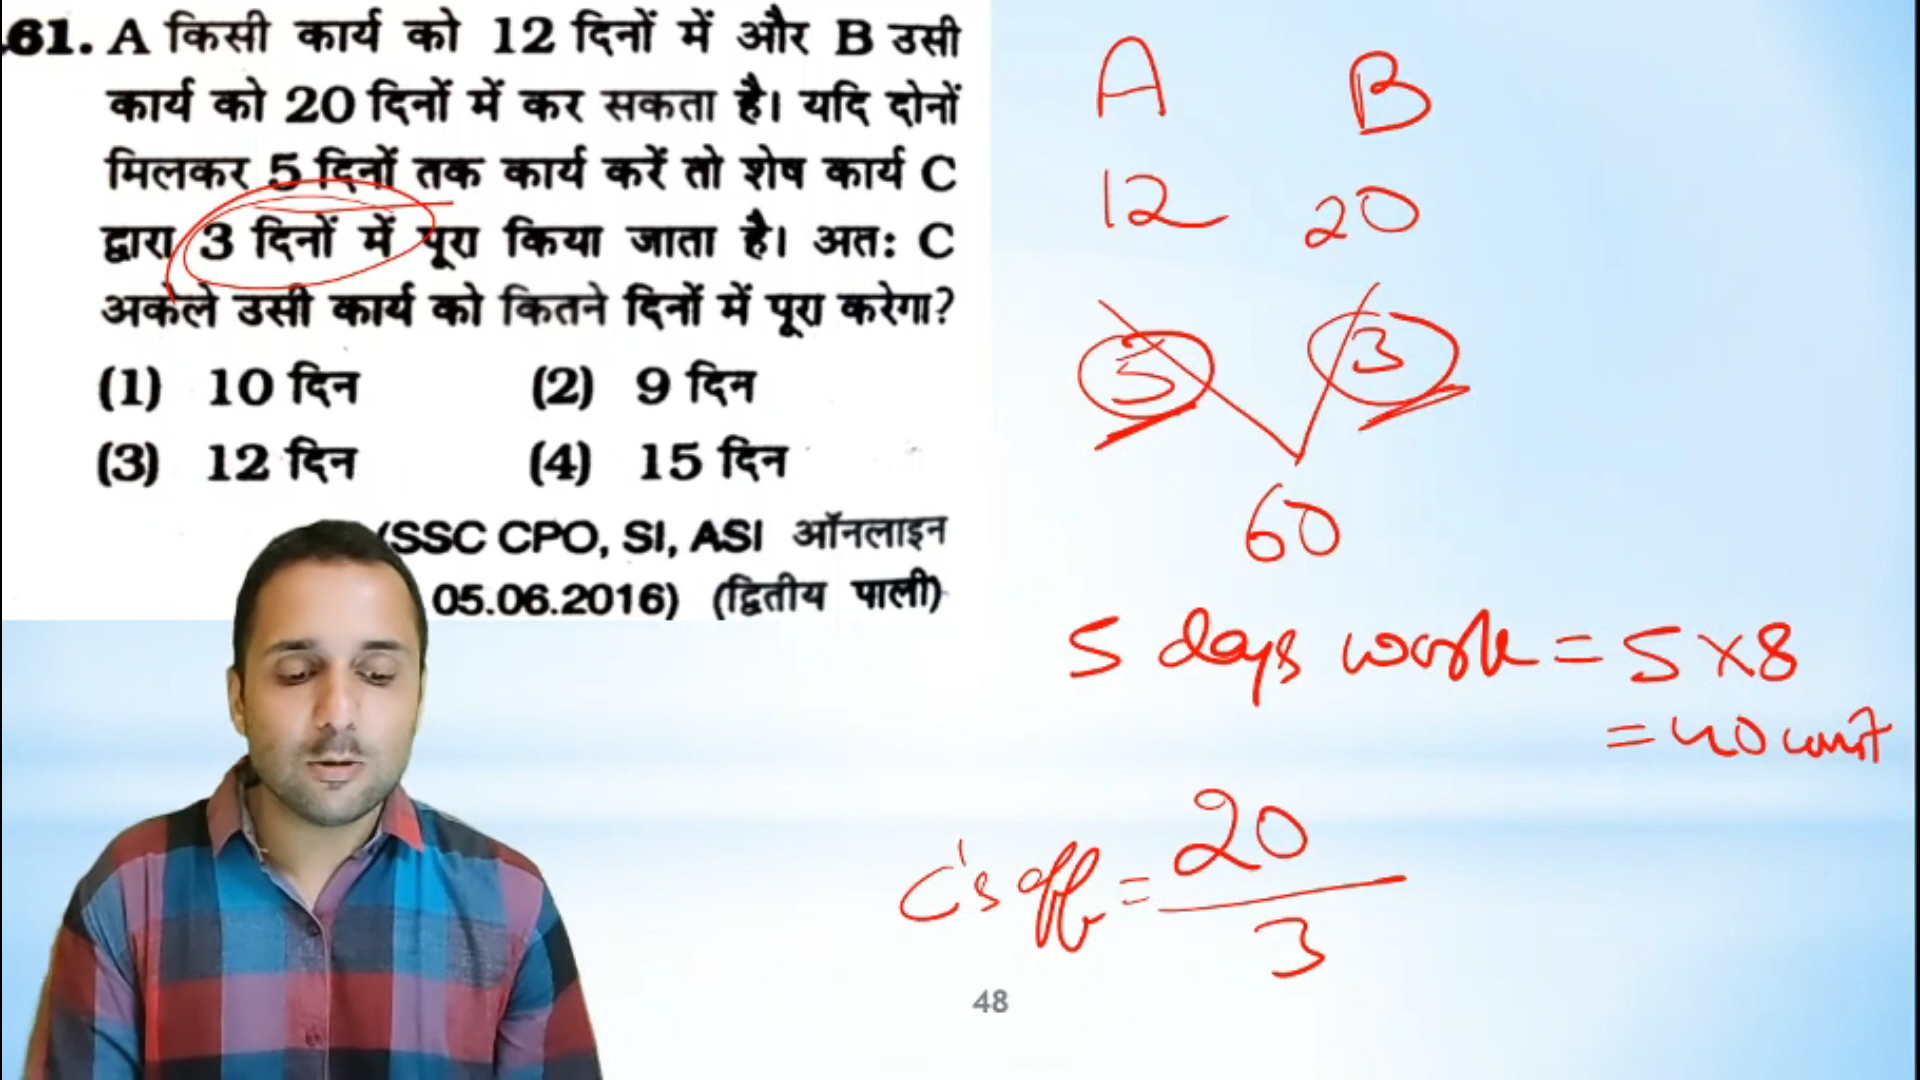 .61. A किसी कार्य को 12 दिनों में और B उसी
कार्य को 20 दिनों में कर सकता है। यदि दोनों
मिलकर 5 दिनों तक कार्य करें तो शेष कार्य C
द्वारा 3 दिनों में पूरा किया जाता है। अतः C
अकेले उसी कार्य को कितने दिनों में पूरा करेगा?
(1) 10 दिन (2) 9 दिन
(3) 12 दिन (4) 15 दिन
(SSC CPO, SI, ASI ऑनलाइन
05.06.2016) (द्वितीय पाली)
A B
12 20
5 3
60
5 days work = 5×8
= 40 unit
C's eff = 20
3
48